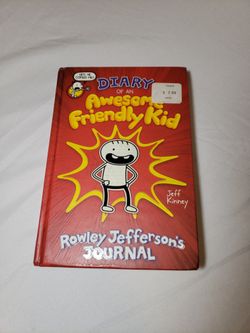 DIARY
OF AN
Awesome
Friendly Kid
Jeff
Kinney
Rowley Jefferson's
JOURNAL